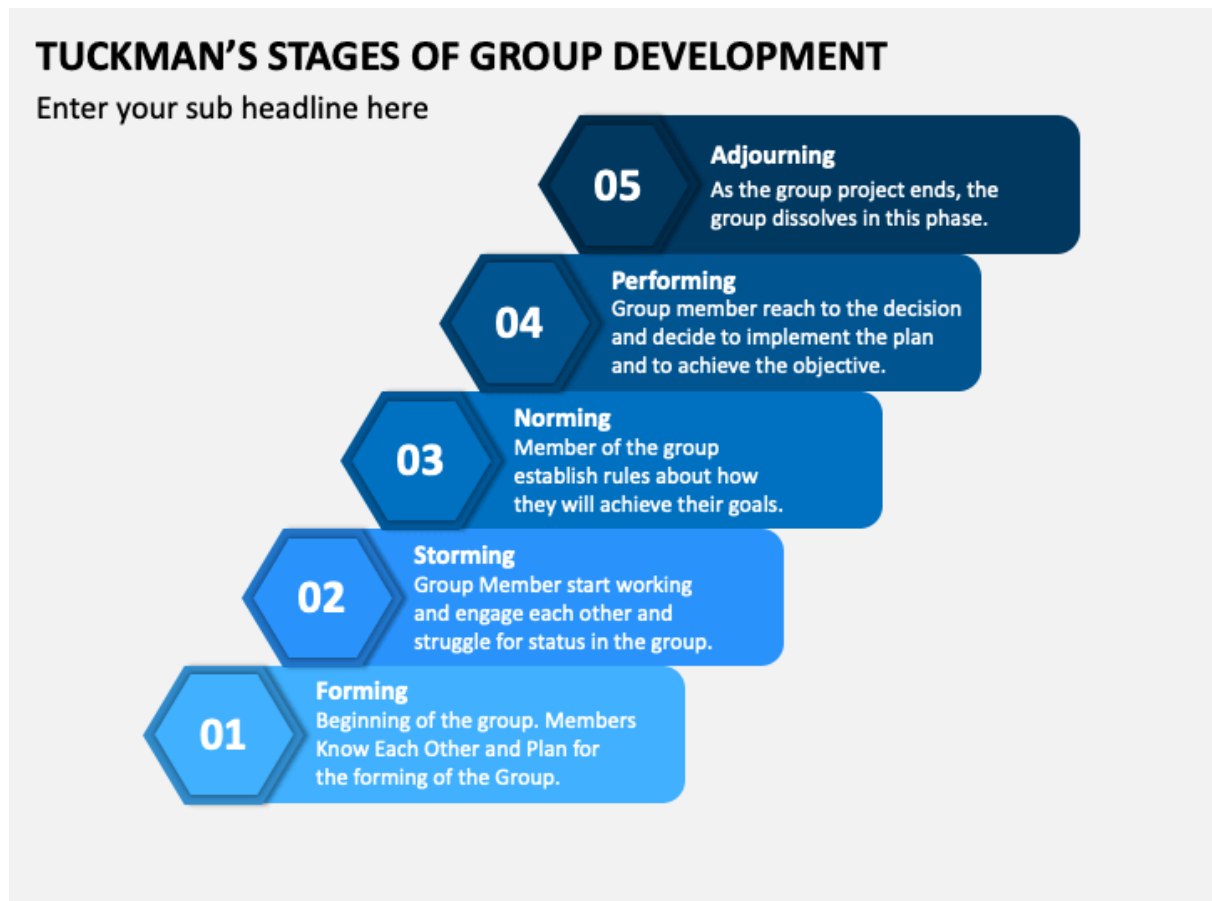 TUCKMAN’S STAGES OF GROUP DEVELOPMENT
Enter your sub headline here
05
Adjourning
As the group project ends, the
group dissolves in this phase.
04
Performing
Group member reach to the decision
and decide to implement the plan
and to achieve the objective.
03
Norming
Member of the group
establish rules about how
they will achieve their goals.
02
Storming
Group Member start working
and engage each other and
struggle for status in the group.
01
Forming
Beginning of the group. Members
Know Each Other and Plan for
the forming of the Group.